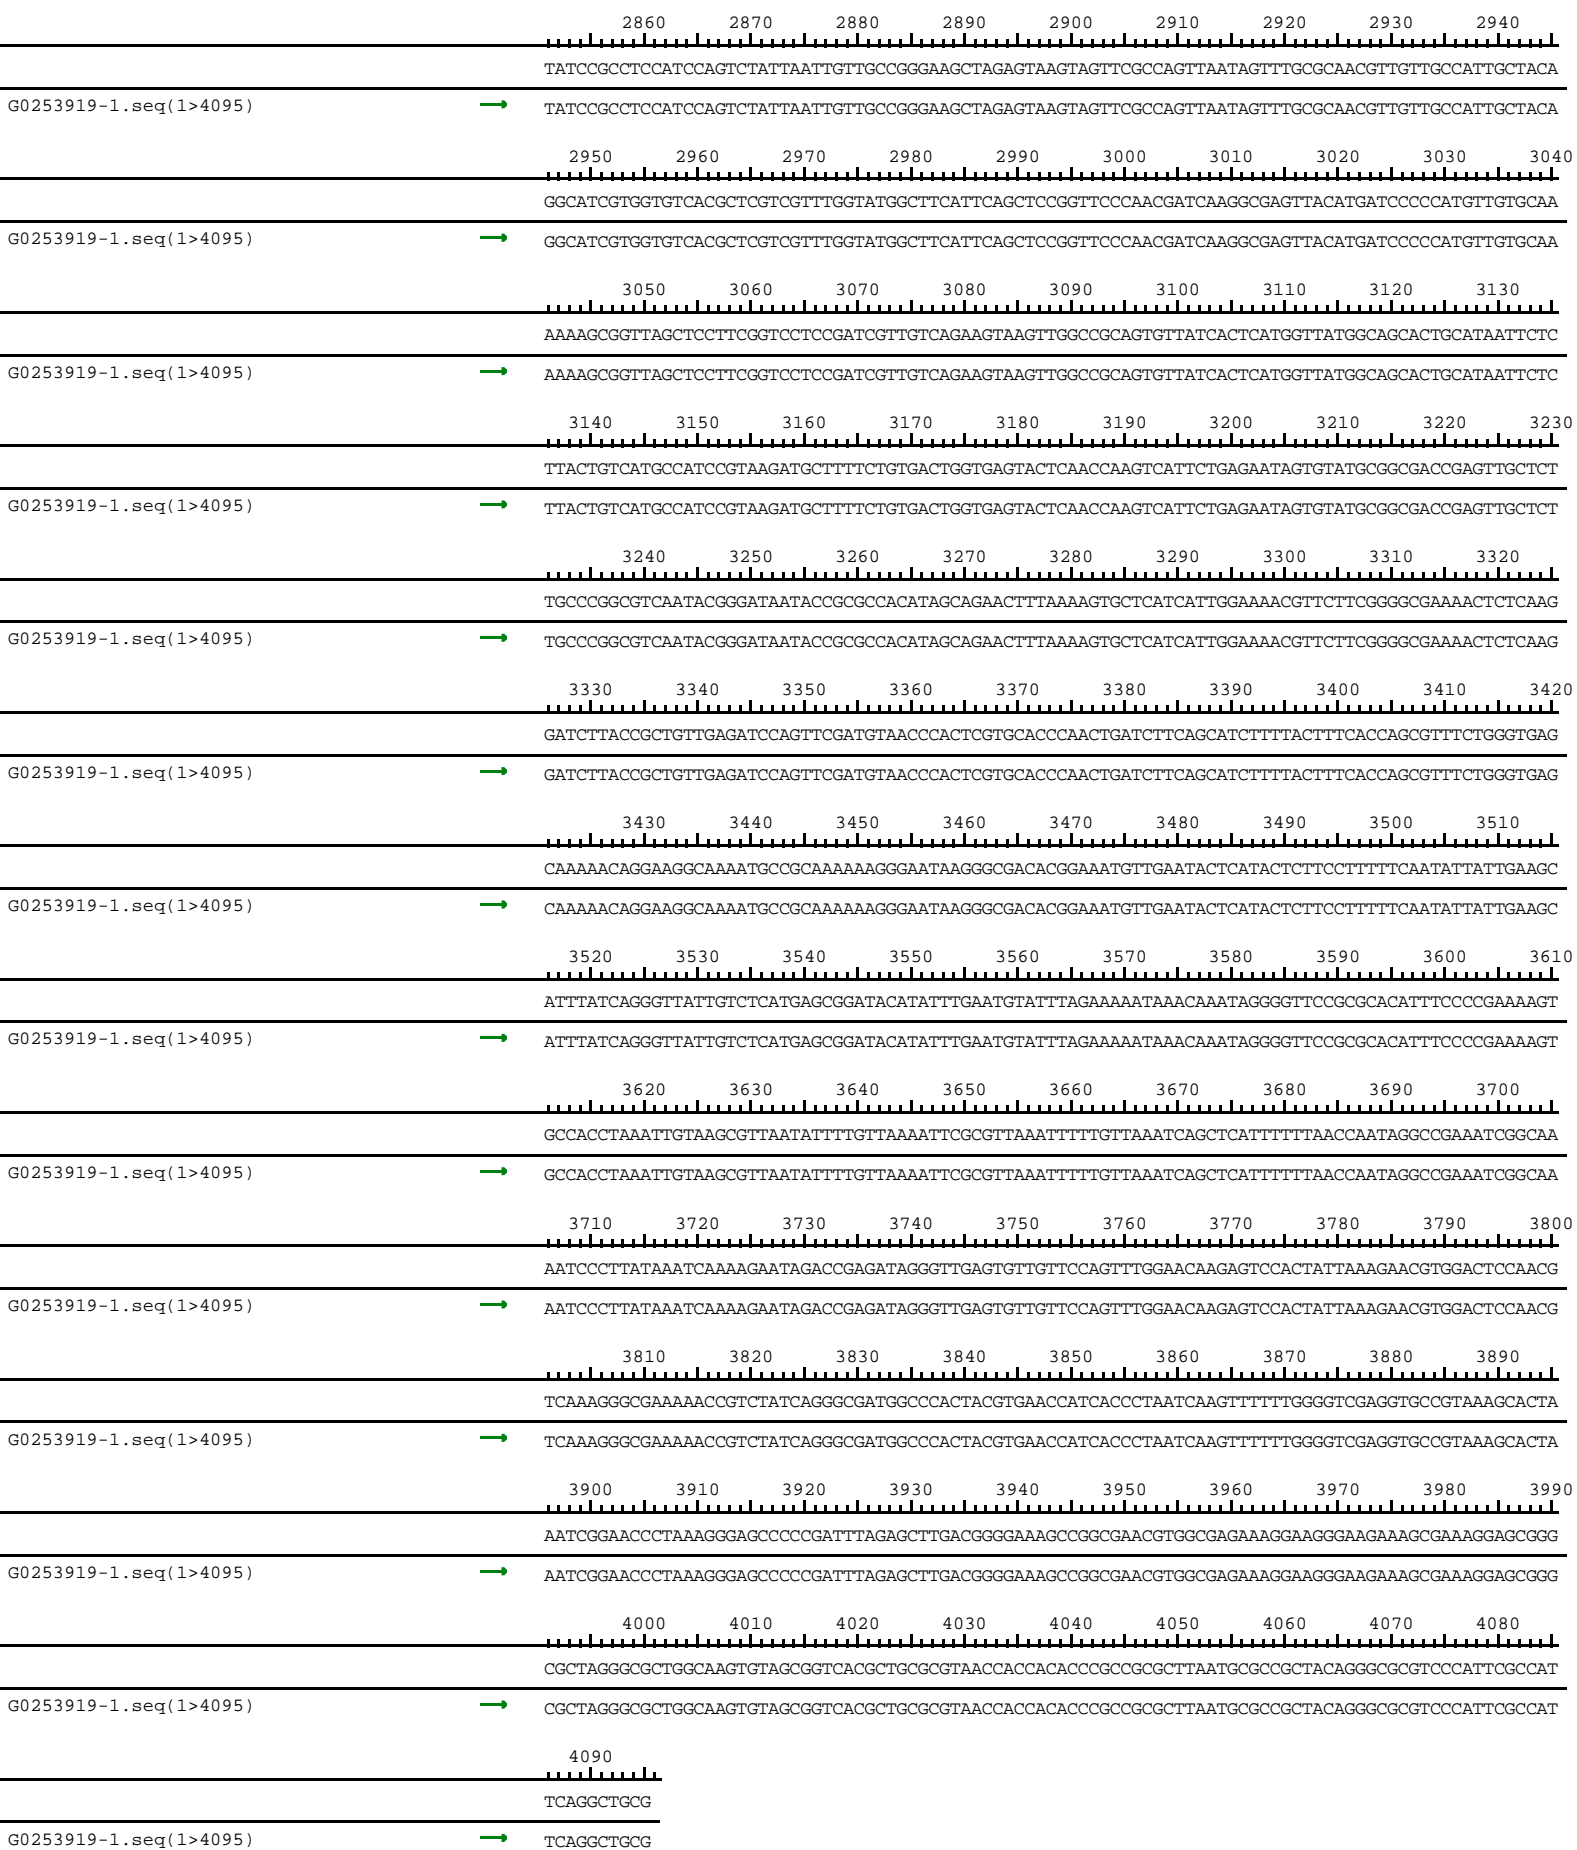 2860 2870 2880 2890 2900 2910 2920 2930 2940
TATCCGCCTCCATCCAGTCTATTAATTGTTGCCGGGAAGCTAGAGTAAGTAGTTCGCCAGTTAATAGTTTGCGCAACGTTGTTGCCATTGCTACA
G0253919-1.seq(1>4095) TATCCGCCTCCATCCAGTCTATTAATTGTTGCCGGGAAGCTAGAGTAAGTAGTTCGCCAGTTAATAGTTTGCGCAACGTTGTTGCCATTGCTACA
2950 2960 2970 2980 2990 3000 3010 3020 3030 3040
GGCATCGTGGTGTCACGCTCGTCGTTTGGTATGGCTTCATTCAGCTCCGGTTCCCAACGATCAAGGCGAGTTACATGATCCCCCATGTTGTGCAA
G0253919-1.seq(1>4095) GGCATCGTGGTGTCACGCTCGTCGTTTGGTATGGCTTCATTCAGCTCCGGTTCCCAACGATCAAGGCGAGTTACATGATCCCCCATGTTGTGCAA
3050 3060 3070 3080 3090 3100 3110 3120 3130
AAAAGCGGTTAGCTCCTTCGGTCCTCCGATCGTTGTCAGAAGTAAGTTGGCCGCAGTGTTATCACTCATGGTTATGGCAGCACTGCATAATTCTC
G0253919-1.seq(1>4095) AAAAGCGGTTAGCTCCTTCGGTCCTCCGATCGTTGTCAGAAGTAAGTTGGCCGCAGTGTTATCACTCATGGTTATGGCAGCACTGCATAATTCTC
3140 3150 3160 3170 3180 3190 3200 3210 3220 3230
TTACTGTCATGCCATCCGTAAGATGCTTTTCTGTGACTGGTGAGTACTCAACCAAGTCATTCTGAGAATAGTGTATGCGGCGACCGAGTTGCTCT
G0253919-1.seq(1>4095) TTACTGTCATGCCATCCGTAAGATGCTTTTCTGTGACTGGTGAGTACTCAACCAAGTCATTCTGAGAATAGTGTATGCGGCGACCGAGTTGCTCT
3240 3250 3260 3270 3280 3290 3300 3310 3320
TGCCCGGCGTCAATACGGGATAATACCGCGCCACATAGCAGAACTTTAAAAGTGCTCATCATTGGAAAACGTTCTTCGGGGCGAAAACTCTCAAG
G0253919-1.seq(1>4095) TGCCCGGCGTCAATACGGGATAATACCGCGCCACATAGCAGAACTTTAAAAGTGCTCATCATTGGAAAACGTTCTTCGGGGCGAAAACTCTCAAG
3330 3340 3350 3360 3370 3380 3390 3400 3410 3420
GATCTTACCGCTGTTGAGATCCAGTTCGATGTAACCCACTCGTGCACCCAACTGATCTTCAGCATCTTTTACTTTCACCAGCGTTTCTGGGTGAG
G0253919-1.seq(1>4095) GATCTTACCGCTGTTGAGATCCAGTTCGATGTAACCCACTCGTGCACCCAACTGATCTTCAGCATCTTTTACTTTCACCAGCGTTTCTGGGTGAG
3430 3440 3450 3460 3470 3480 3490 3500 3510
CAAAAACAGGAAGGCAAAATGCCGCAAAAAAGGGAATAAGGGCGACACGGAAATGTTGAATACTCATACTCTTCCTTTTTCAATATTATTGAAGC
G0253919-1.seq(1>4095) CAAAAACAGGAAGGCAAAATGCCGCAAAAAAGGGAATAAGGGCGACACGGAAATGTTGAATACTCATACTCTTCCTTTTTCAATATTATTGAAGC
3520 3530 3540 3550 3560 3570 3580 3590 3600 3610
ATTTATCAGGGTTATTGTCTCATGAGCGGATACATATTTGAATGTATTTAGAAAAATAAACAAATAGGGGTTCCGCGCACATTTCCCCGAAAAGT
G0253919-1.seq(1>4095) ATTTATCAGGGTTATTGTCTCATGAGCGGATACATATTTGAATGTATTTAGAAAAATAAACAAATAGGGGTTCCGCGCACATTTCCCCGAAAAGT
3620 3630 3640 3650 3660 3670 3680 3690 3700
GCCACCTAAATTGTAAGCGTTAATATTTTGTTAAAATTCGCGTTAAATTTTTGTTAAATCAGCTCATTTTTTAACCAATAGGCCGAAATCGGCAA
G0253919-1.seq(1>4095) GCCACCTAAATTGTAAGCGTTAATATTTTGTTAAAATTCGCGTTAAATTTTTGTTAAATCAGCTCATTTTTTAACCAATAGGCCGAAATCGGCAA
3710 3720 3730 3740 3750 3760 3770 3780 3790 3800
AATCCCTTATAAATCAAAAGAATAGACCGAGATAGGGTTGAGTGTTGTTCCAGTTTGGAACAAGAGTCCACTATTAAAGAACGTGGACTCCAACG
G0253919-1.seq(1>4095) AATCCCTTATAAATCAAAAGAATAGACCGAGATAGGGTTGAGTGTTGTTCCAGTTTGGAACAAGAGTCCACTATTAAAGAACGTGGACTCCAACG
3810 3820 3830 3840 3850 3860 3870 3880 3890
TCAAAGGGCGAAAAACCGTCTATCAGGGCGATGGCCCACTACGTGAACCATCACCCTAATCAAGTTTTTTGGGGTCGAGGTGCCGTAAAGCACTA
G0253919-1.seq(1>4095) TCAAAGGGCGAAAAACCGTCTATCAGGGCGATGGCCCACTACGTGAACCATCACCCTAATCAAGTTTTTTGGGGTCGAGGTGCCGTAAAGCACTA
3900 3910 3920 3930 3940 3950 3960 3970 3980 3990
AATCGGAACCCTAAAGGGAGCCCCCGATTTAGAGCTTGACGGGGAAAGCCGGCGAACGTGGCGAGAAAGGAAGGGAAGAAAGCGAAAGGAGCGGG
G0253919-1.seq(1>4095) AATCGGAACCCTAAAGGGAGCCCCCGATTTAGAGCTTGACGGGGAAAGCCGGCGAACGTGGCGAGAAAGGAAGGGAAGAAAGCGAAAGGAGCGGG
4000 4010 4020 4030 4040 4050 4060 4070 4080
CGCTAGGGCGCTGGCAAGTGTAGCGGTCACGCTGCGCGTAACCACCACACCCGCCGCGCTTAATGCGCCGCTACAGGGCGCGTCCCATTCGCCAT
G0253919-1.seq(1>4095) CGCTAGGGCGCTGGCAAGTGTAGCGGTCACGCTGCGCGTAACCACCACACCCGCCGCGCTTAATGCGCCGCTACAGGGCGCGTCCCATTCGCCAT
4090
TCAGGCTGCG
G0253919-1.seq(1>4095) TCAGGCTGCG